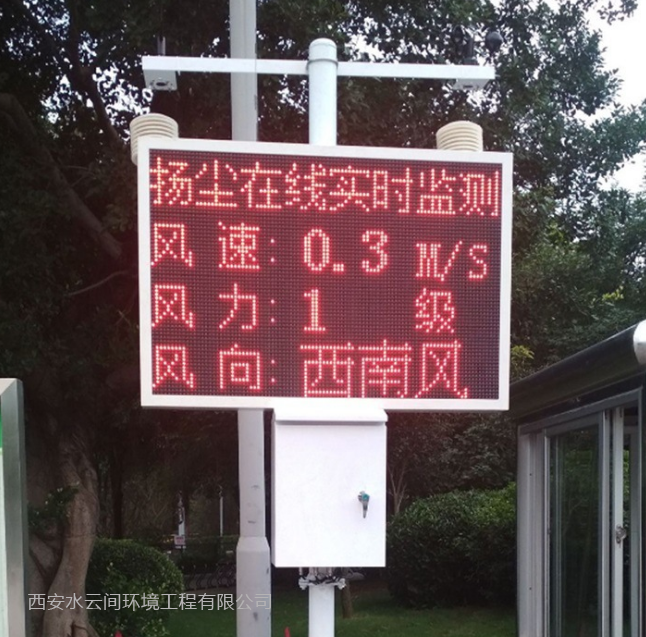 扬尘在线实时监测
风 速: 0.3 M/S
风 力: 1 级
风 向: 西南风
西安水云间环境工程有限公司